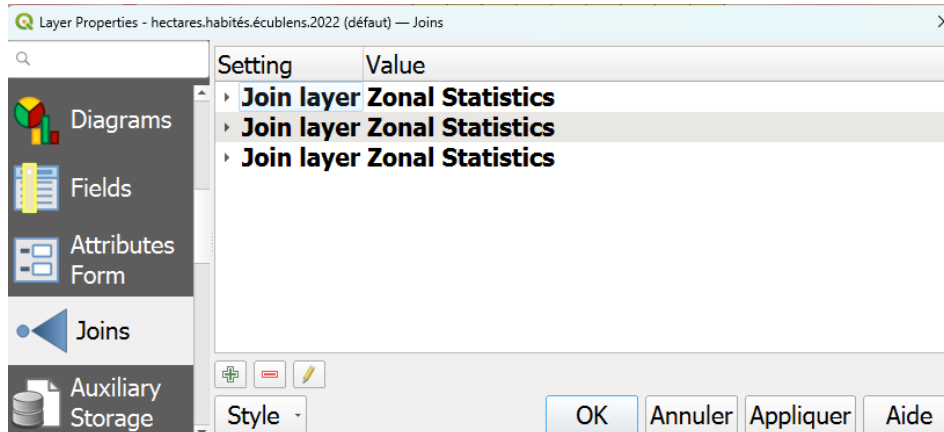 Layer Properties - hectares.habités.écublens.2022 (défaut) — Joins
Setting Value
Join layer Zonal Statistics
Join layer Zonal Statistics
Join layer Zonal Statistics
Diagrams
Fields
Attributes
Form
Joins
Auxiliary
Storage
Style
OK Annuler Appliquer Aide